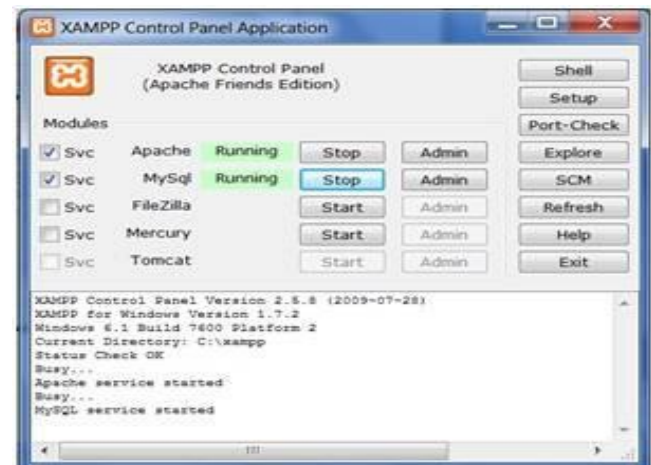 XAMPP Control Panel Application
XAMPP Control Panel
(Apache Friends Edition)
Shell
Setup
Modules
Port-Check
Svc Apache Running Stop Admin Explore
Svc MySql Running Stop Admin SCM
Svc FileZilla Start Admin Refresh
Svc Mercury Start Admin Help
Svc Tomcat Start Admin Exit
XAMPP Control Panel Version 2.5.8 (2009-07-28)
XAMPP for Windows Version 1.7.2
Windows 6.1 Build 7600 Platform 2
Current Directory: C:\xampp
Status Check OK
Busy...
Apache service started
Busy...
MySQL service started